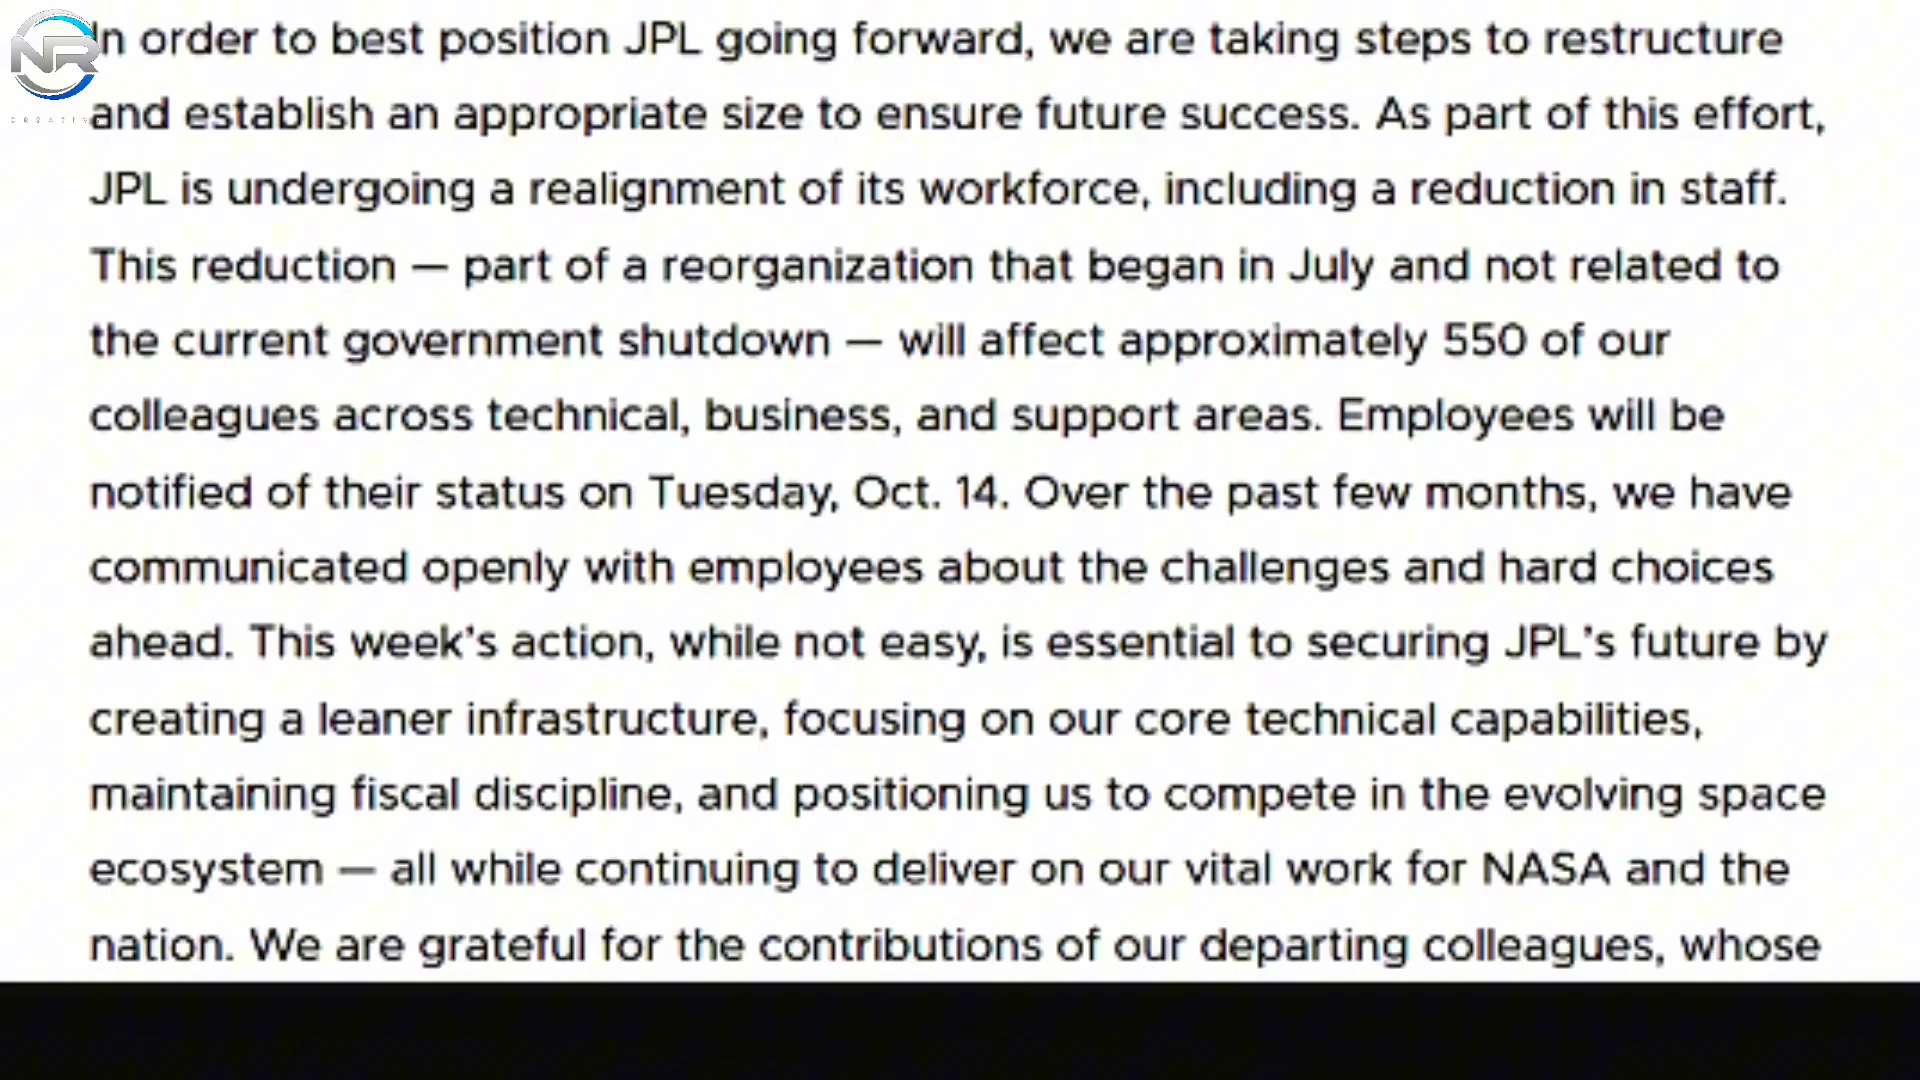 NR
CREATIV
In order to best position JPL going forward, we are taking steps to restructure
and establish an appropriate size to ensure future success. As part of this effort,
JPL is undergoing a realignment of its workforce, including a reduction in staff.
This reduction — part of a reorganization that began in July and not related to
the current government shutdown — will affect approximately 550 of our
colleagues across technical, business, and support areas. Employees will be
notified of their status on Tuesday, Oct. 14. Over the past few months, we have
communicated openly with employees about the challenges and hard choices
ahead. This week’s action, while not easy, is essential to securing JPL’s future by
creating a leaner infrastructure, focusing on our core technical capabilities,
maintaining fiscal discipline, and positioning us to compete in the evolving space
ecosystem — all while continuing to deliver on our vital work for NASA and the
nation. We are grateful for the contributions of our departing colleagues, whose